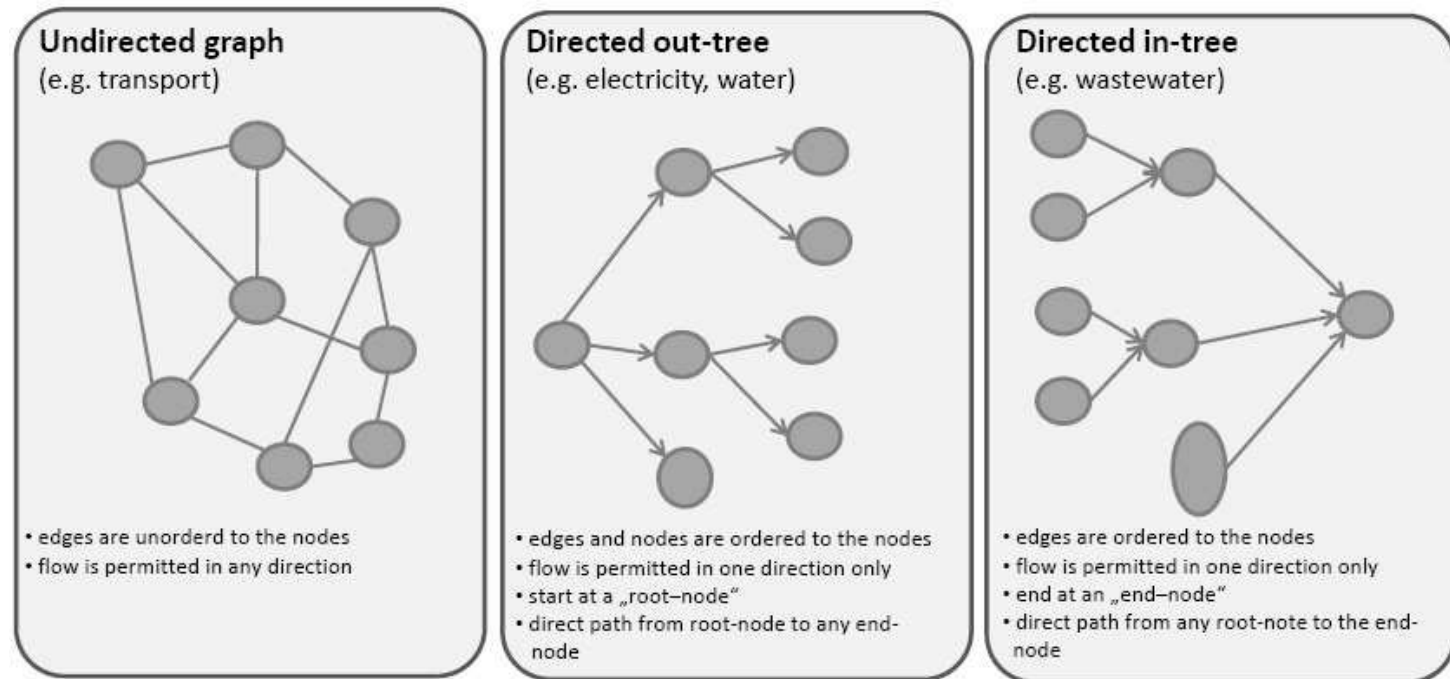 Undirected graph
(e.g. transport)
• edges are unorderd to the nodes
• flow is permitted in any direction
Directed out-tree
(e.g. electricity, water)
• edges and nodes are ordered to the nodes
• flow is permitted in one direction only
• start at a „root–node“
• direct path from root-node to any end-
node
Directed in-tree
(e.g. wastewater)
• edges are ordered to the nodes
• flow is permitted in one direction only
• end at an „end–node“
• direct path from any root-note to the end-
node